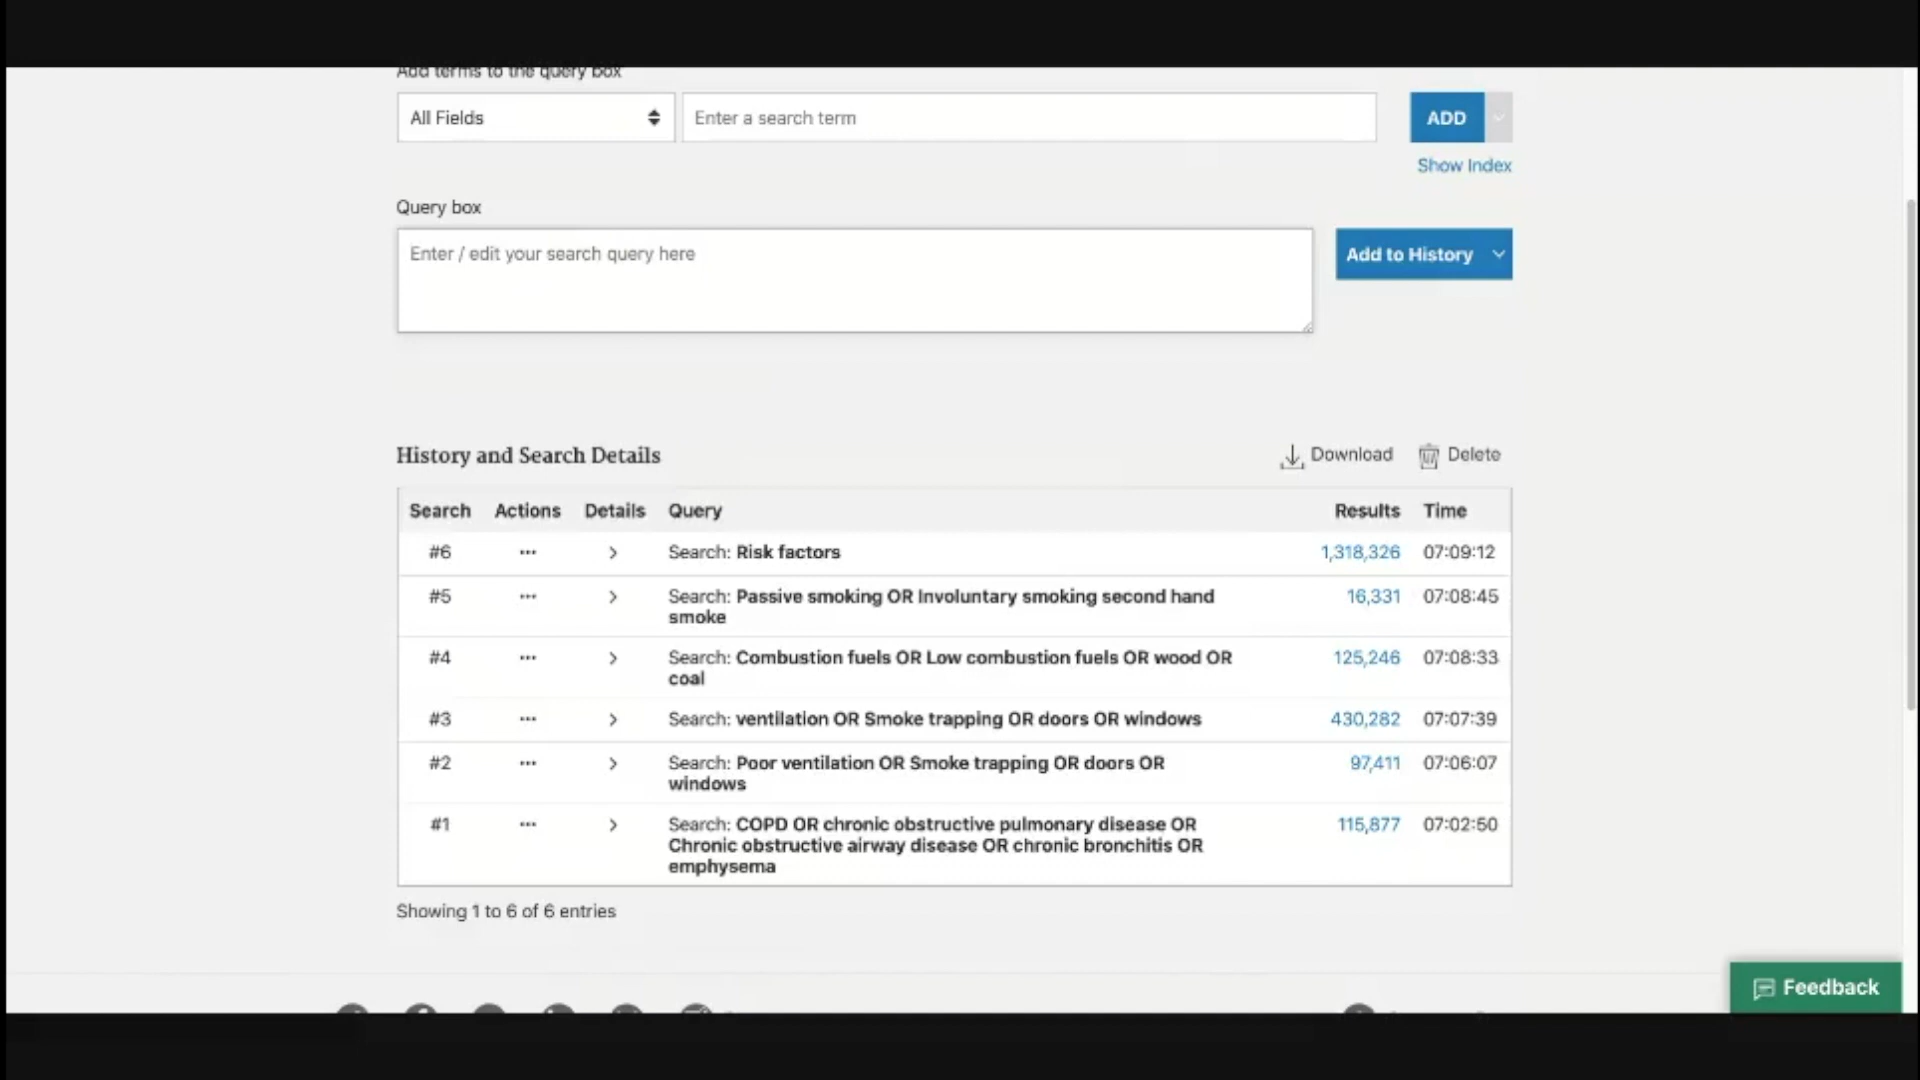 Add terms to the query box
All Fields
Enter a search term
ADD
Show Index
Query box
Enter / edit your search query here
Add to History
History and Search Details
Download
Delete
Search Actions Details Query Results Time
#6 ... > Search: Risk factors 1,318,326 07:09:12
#5 ... > Search: Passive smoking OR Involuntary smoking second hand 16,331 07:08:45
smoke
#4 ... > Search: Combustion fuels OR Low combustion fuels OR wood OR 125,246 07:08:33
coal
#3 ... > Search: ventilation OR Smoke trapping OR doors OR windows 430,282 07:07:39
#2 ... > Search: Poor ventilation OR Smoke trapping OR doors OR 97,411 07:06:07
windows
#1 ... > Search: COPD OR chronic obstructive pulmonary disease OR 115,877 07:02:50
Chronic obstructive airway disease OR chronic bronchitis OR
emphysema
Showing 1 to 6 of 6 entries
Feedback